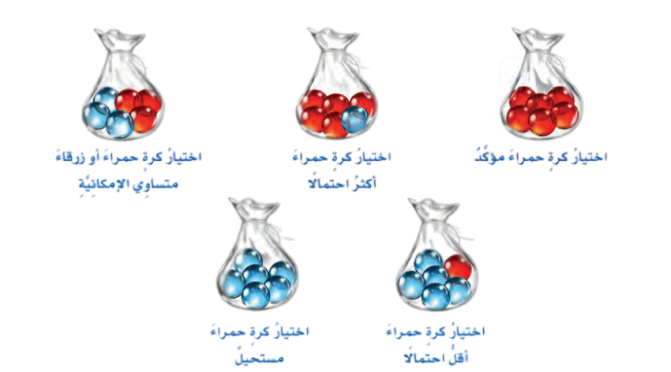 اختيارُ كرةٍ حمراءَ مؤكَّدٌ
اختيارُ كرةٍ حمراءَ
أكثرُ احتمالًا
اختيارُ كرةٍ حمراءَ أو زرقاءَ
متساوِي الإمكانيَّةِ
اختيارُ كرةٍ حمراءَ
أقلُّ احتمالًا
اختيارُ كرةٍ حمراءَ
مستحيلٌ